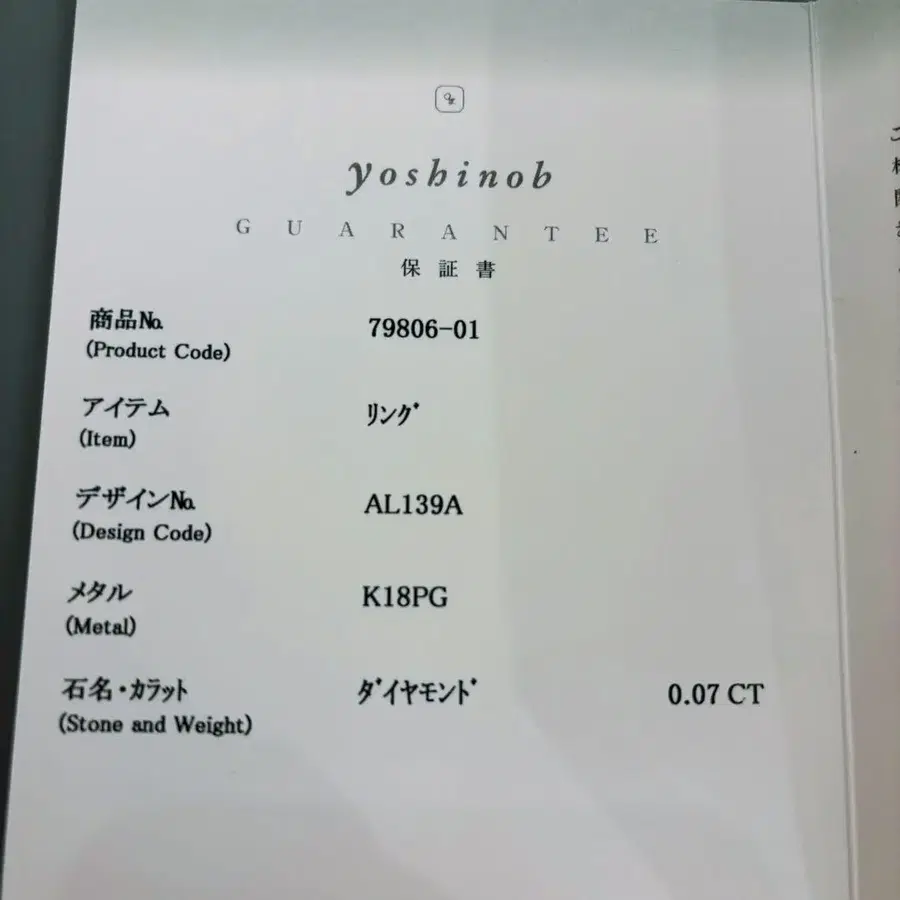 yoshinob
GUARANTEE
保証書
商品№ 79806-01
(Product Code)
アイテム ﾘﾝｸﾞ
(Item)
デザイン№ AL139A
(Design Code)
メタル K18PG
(Metal)
石名・カラット ﾀﾞｲﾔﾓﾝﾄﾞ 0.07 CT
(Stone and Weight)